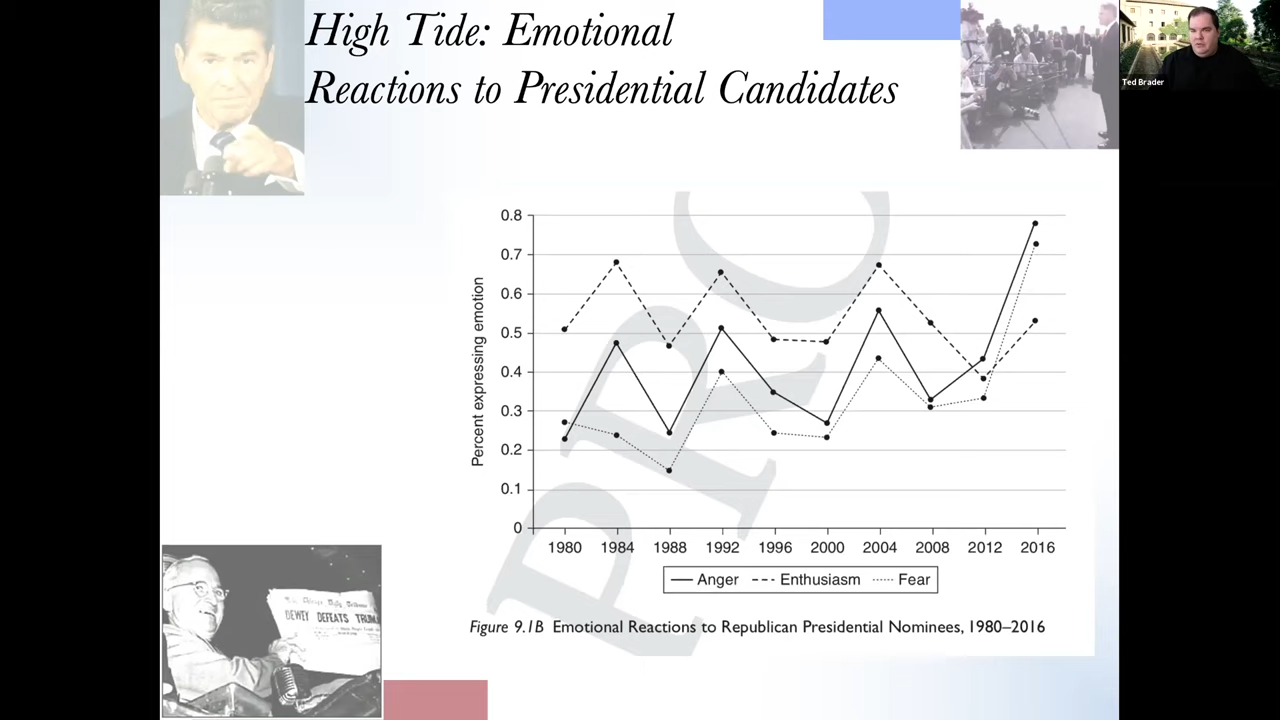 High Tide: Emotional
Reactions to Presidential Candidates
Ted Brader
PROO
0.8
0.7
0.6
0.5
0.4
0.3
0.2
0.1
0
Percent expressing emotion
1980 1984 1988 1992 1996 2000 2004 2008 2012 2016
Anger Enthusiasm Fear
Figure 9.1B Emotional Reactions to Republican Presidential Nominees, 1980–2016
DEWEY DEFEATS TRUMA